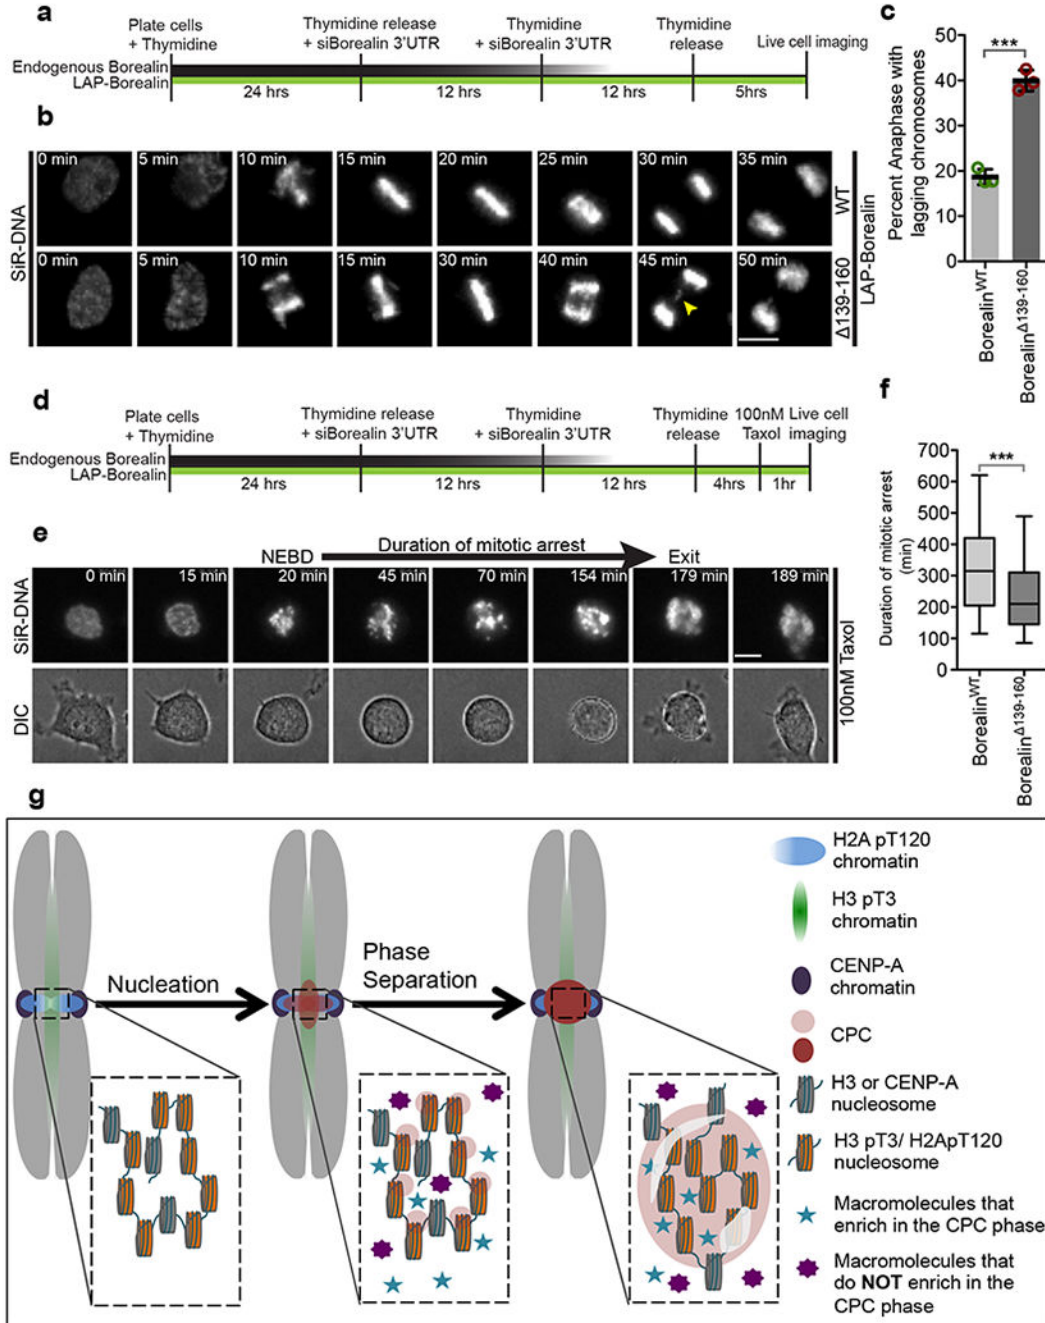 a
Plate cells
+ Thymidine
Thymidine release
+ siBorealin 3'UTR
Thymidine
+ siBorealin 3'UTR
Thymidine
release
Live cell imaging
Endogenous Borealin
LAP-Borealin
24 hrs
12 hrs
12 hrs
5hrs
b
SiR-DNA
0 min
5 min
10 min
15 min
20 min
25 min
30 min
35 min
WT
0 min
5 min
10 min
15 min
30 min
40 min
45 min
50 min
Δ139-160
LAP-Borealin
c
Percent Anaphase with
lagging chromosomes
50
40
30
20
10
0
***
Borealin^WT
Borealin^Δ139-160
d
Plate cells
+ Thymidine
Thymidine release
+ siBorealin 3'UTR
Thymidine
+ siBorealin 3'UTR
Thymidine
release
100nM
Taxol
Live cell
imaging
Endogenous Borealin
LAP-Borealin
24 hrs
12 hrs
12 hrs
4hrs
1hr
e
NEBD
Duration of mitotic arrest
Exit
SiR-DNA
0 min
15 min
20 min
45 min
70 min
154 min
179 min
189 min
DIC
100nM Taxol
f
Duration of mitotic arrest
(min)
700
600
500
400
300
200
100
0
***
Borealin^WT
Borealin^Δ139-160
g
Nucleation
Phase
Separation
H2A pT120
chromatin
H3 pT3
chromatin
CENP-A
chromatin
CPC
H3 or CENP-A
nucleosome
H3 pT3/ H2ApT120
nucleosome
Macromolecules that
enrich in the CPC phase
Macromolecules that
do NOT enrich in the
CPC phase